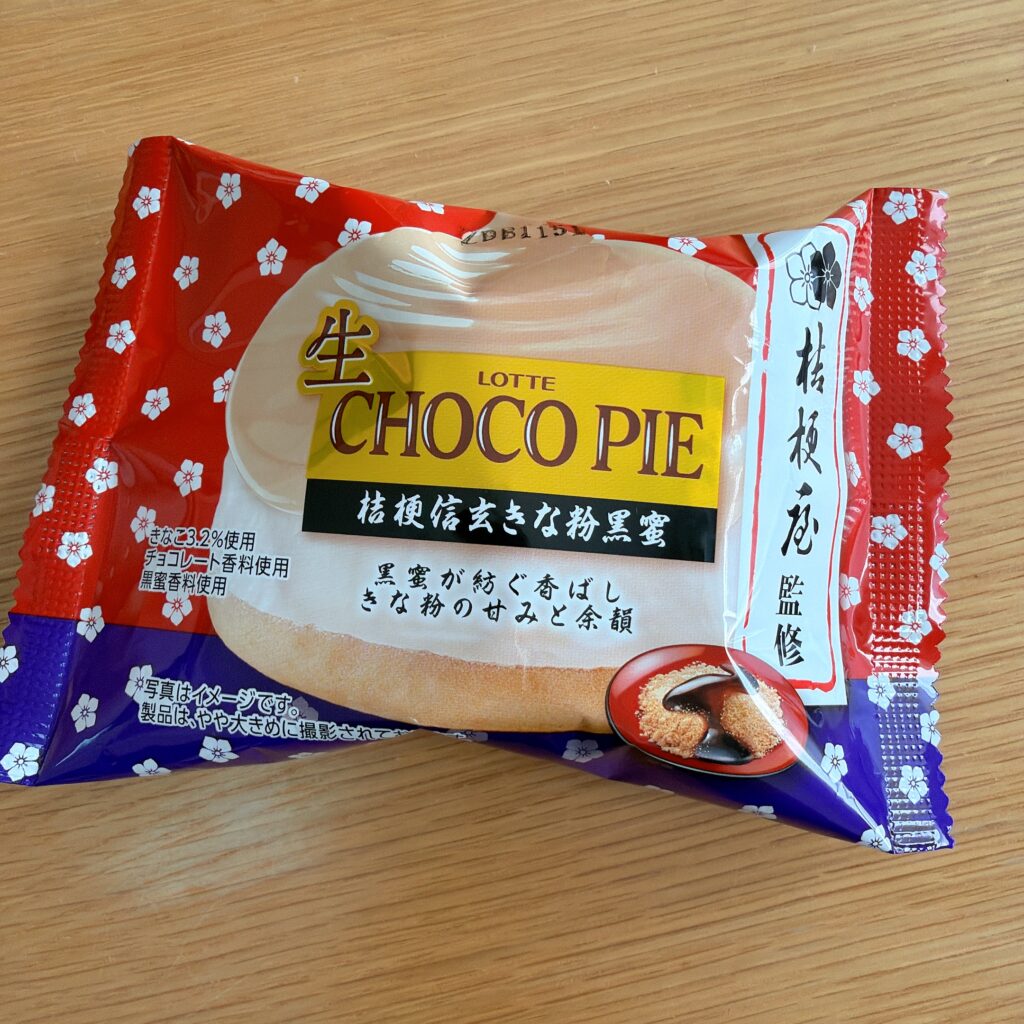 生
LOTTE
CHOCO PIE
桔梗信玄きな粉黒蜜
黒蜜が紡ぐ香ばし
きな粉の甘みと余韻
きなこ3.2%使用
チョコレート香料使用
黒蜜香料使用
写真はイメージです。
製品は、やや大きめに撮影されて
桔梗屋 監修